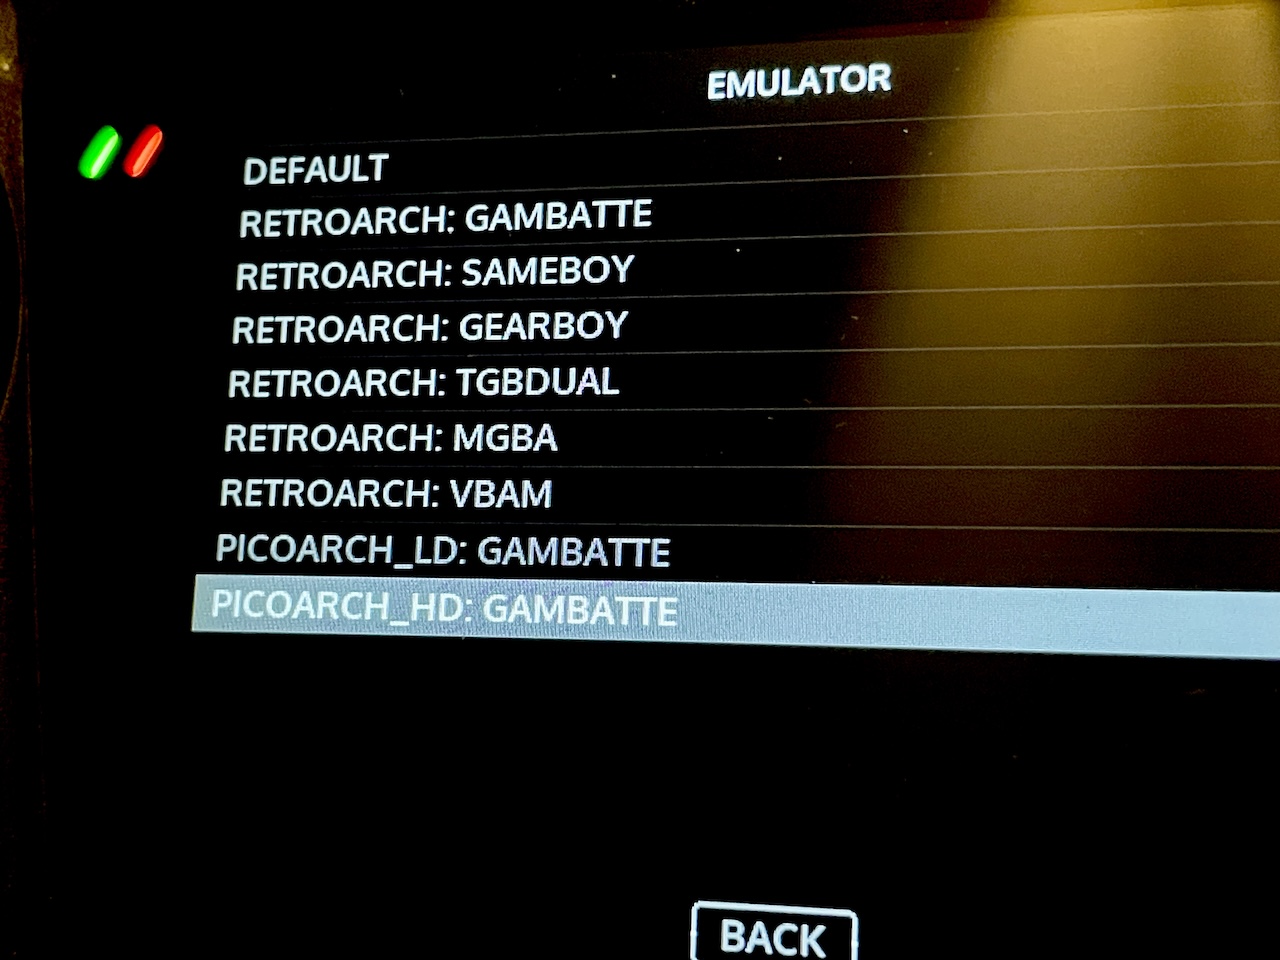 EMULATOR
DEFAULT
RETROARCH: GAMBATTE
RETROARCH: SAMEBOY
RETROARCH: GEARBOY
RETROARCH: TGBDUAL
RETROARCH: MGBA
RETROARCH: VBAM
PICOARCH_LD: GAMBATTE
PICOARCH_HD: GAMBATTE
BACK